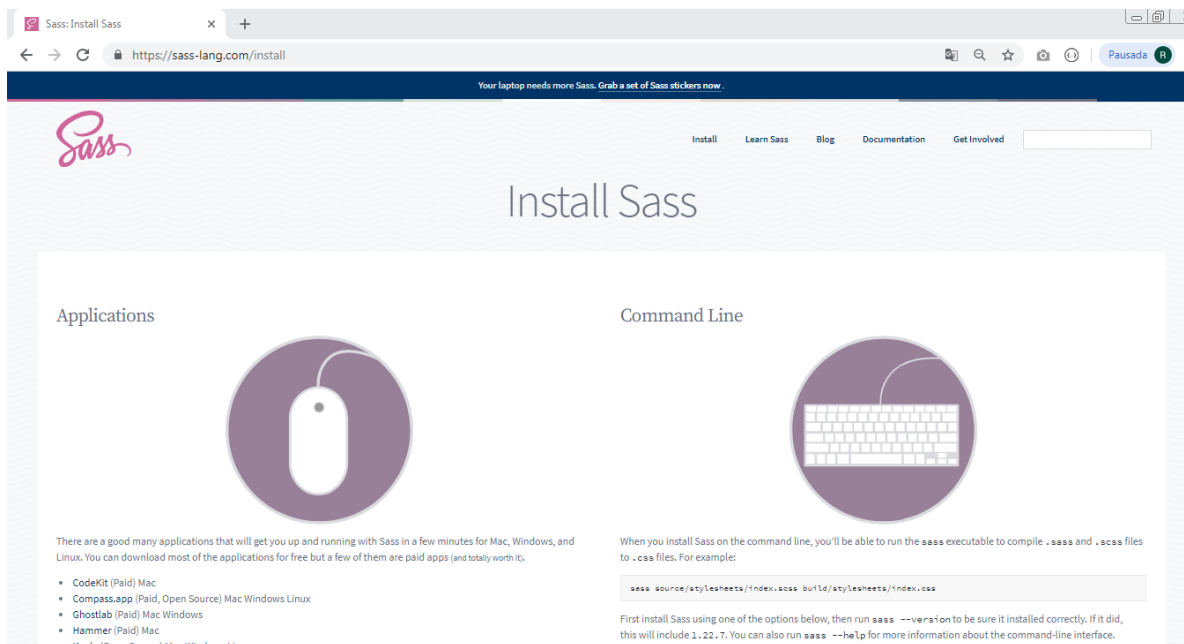 Sass: Install Sass
https://sass-lang.com/install
Pausada
R
Your laptop needs more Sass. Grab a set of Sass stickers now .
Sass
Install
Learn Sass
Blog
Documentation
Get Involved
Install Sass
Applications
There are a good many applications that will get you up and running with Sass in a few minutes for Mac, Windows, and
Linux. You can download most of the applications for free but a few of them are paid apps (and totally worth it).
CodeKit (Paid) Mac
Compass.app (Paid, Open Source) Mac Windows Linux
Ghostlab (Paid) Mac Windows
Hammer (Paid) Mac
Command Line
When you install Sass on the command line, you'll be able to run the sass executable to compile .sass and .scss files
to .css files. For example:
sass source/stylesheets/index.scss build/stylesheets/index.css
First install Sass using one of the options below, then run sass --version to be sure it installed correctly. If it did,
this will include 1.22.7. You can also run sass --help for more information about the command-line interface.